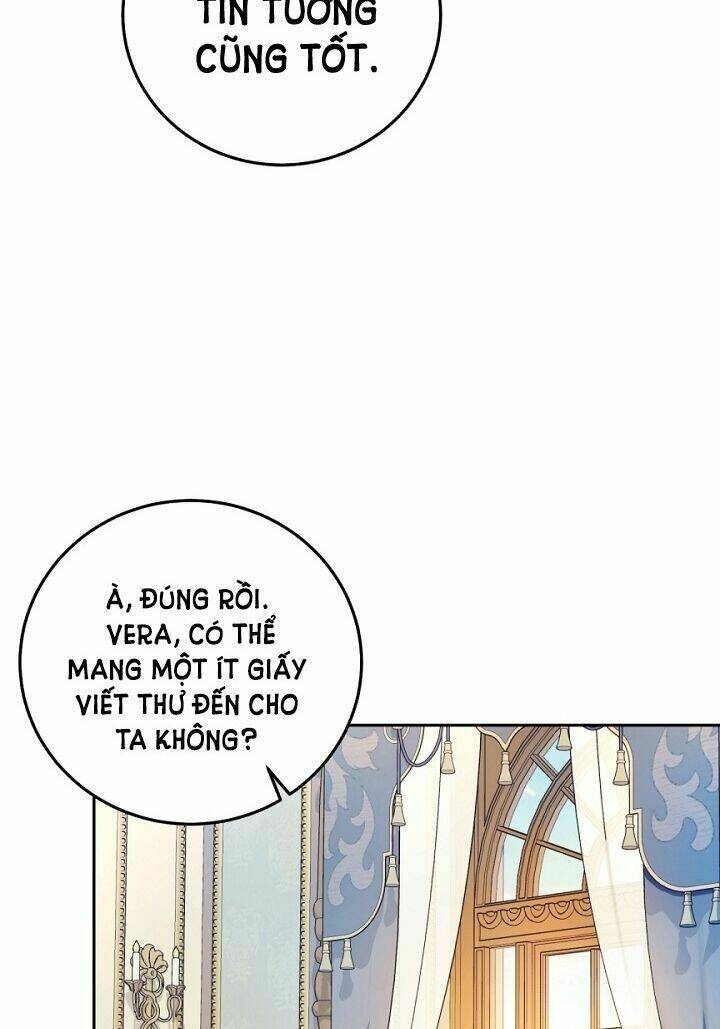 TIN TƯỞNG
CŨNG TỐT.
À, ĐÚNG RỒI.
VERA, CÓ THỂ
MANG MỘT ÍT GIẤY
VIẾT THƯ ĐẾN CHO
TA KHÔNG?